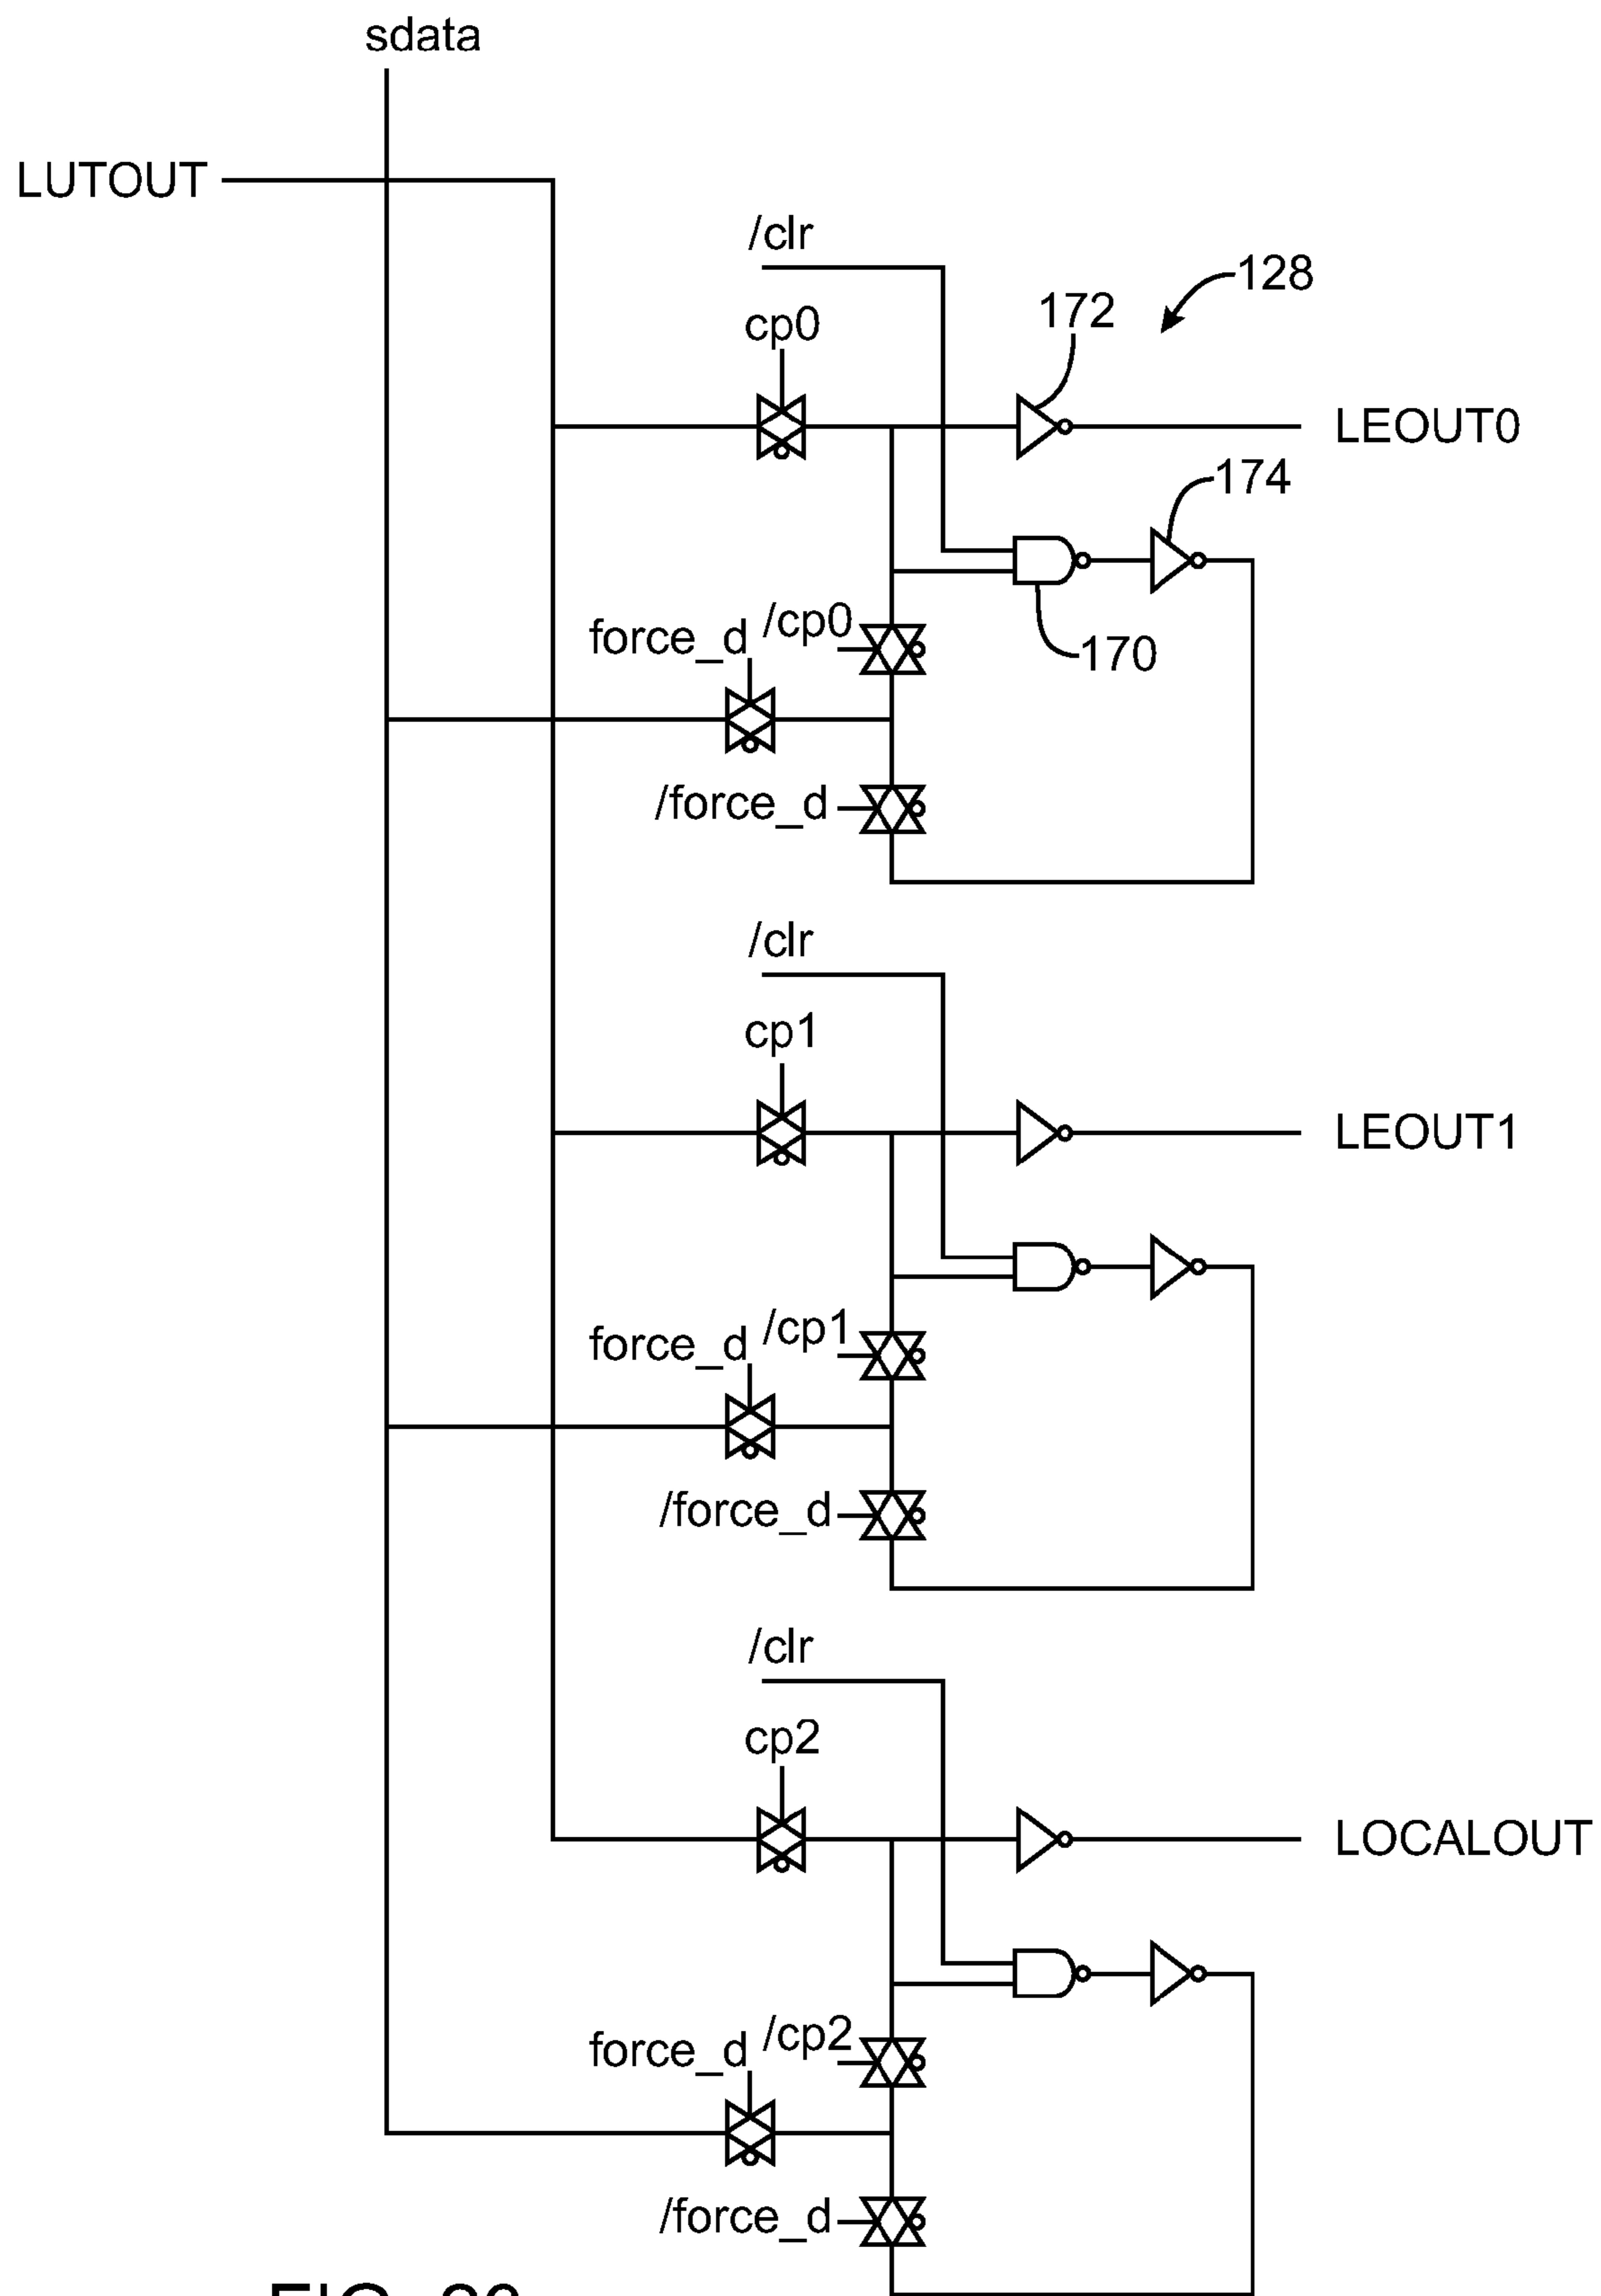 sdata
LUTOUT
/clr
128
172
cp0
LEOUT0
174
force_d
/cp0
170
/force_d
/clr
cp1
LEOUT1
force_d
/cp1
/force_d
/clr
cp2
LOCALOUT
force_d
/cp2
/force_d